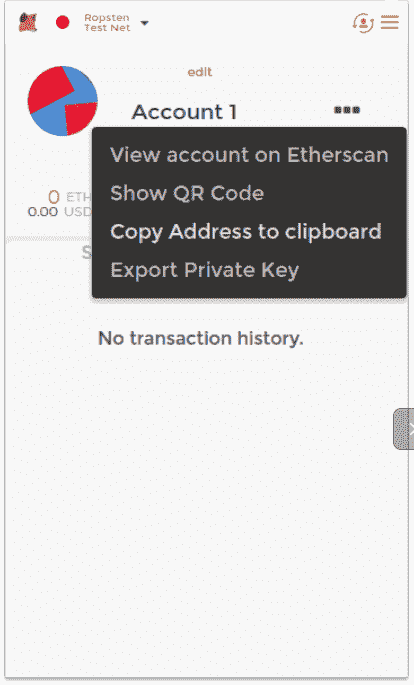 Ropsten
Test Net
edit
Account 1
View account on Etherscan
Show QR Code
Copy Address to clipboard
Export Private Key
0 ETH
0.00 USD
S
No transaction history.